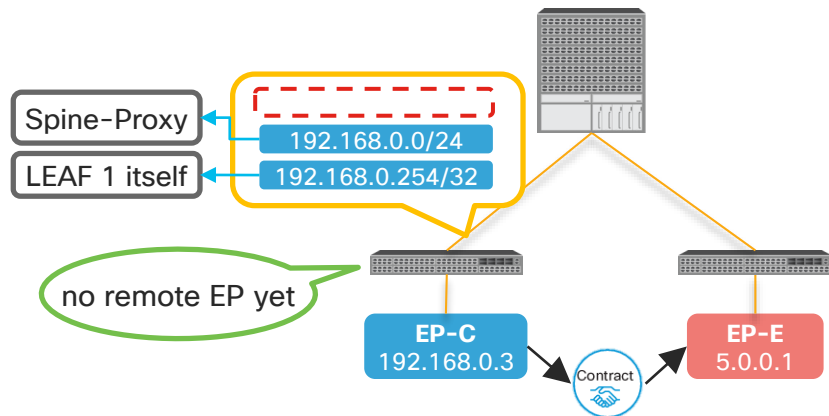 Spine-Proxy
192.168.0.0/24
LEAF 1 itself
192.168.0.254/32
no remote EP yet
EP-C
192.168.0.3
Contract
EP-E
5.0.0.1